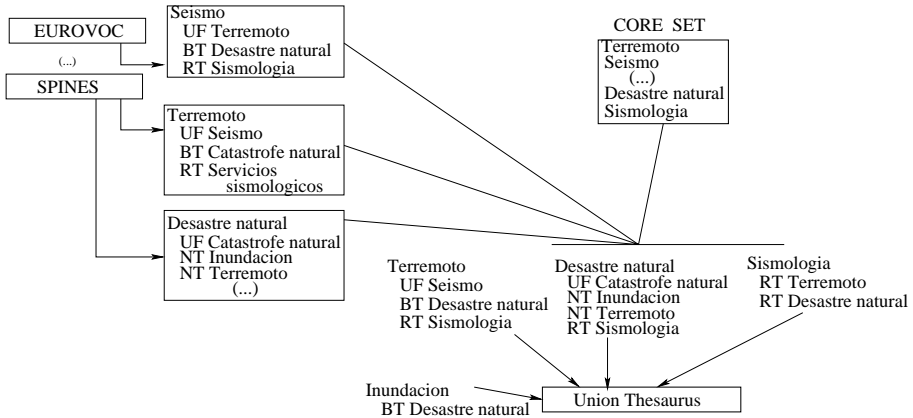 EUROVOC
(...)
SPINES
Seismo
UF Terremoto
BT Desastre natural
RT Sismologia
Terremoto
UF Seismo
BT Catastrofe natural
RT Servicios
sismologicos
Desastre natural
UF Catastrofe natural
NT Inundacion
NT Terremoto
(...)
CORE SET
Terremoto
Seismo
(...)
Desastre natural
Sismologia
Terremoto
UF Seismo
BT Desastre natural
RT Sismologia
Desastre natural
UF Catastrofe natural
NT Inundacion
NT Terremoto
RT Sismologia
Sismologia
RT Terremoto
RT Desastre natural
Inundacion
BT Desastre natural
Union Thesaurus